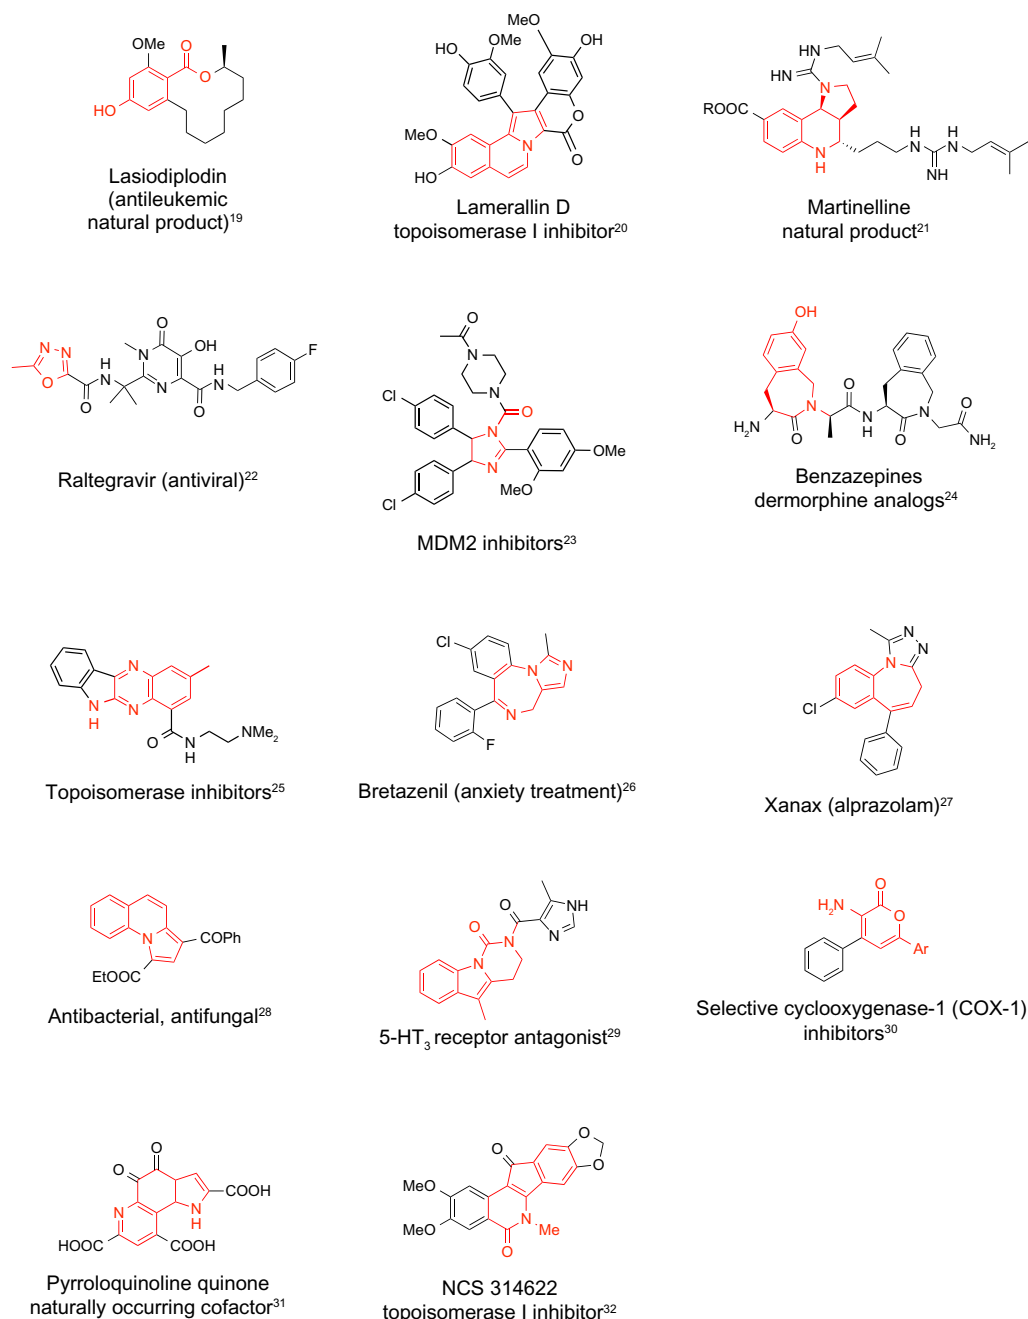 OMe
O
O
HO
Lasiodiplodin
(antileukemic
natural product)19
MeO
OMe
MeO
OH
HO
MeO
O
N
O
HO
Lamerallin D
topoisomerase I inhibitor20
HN
N
H
HN
N
ROOC
N
H
H
N
H
N
NH
Martinelline
natural product21
N
N
O
O
H
N
O
N
N
OH
O
H
N
F
Raltegravir (antiviral)22
O
N
N
O
Cl
N
N
Cl
OMe
MeO
MDM2 inhibitors23
OH
N
H2N
O
O
N
H
O
N
O
NH2
Benzazepines
dermorphine analogs24
N
N
H
N
O
N
H
NMe2
Topoisomerase inhibitors25
Cl
N
N
N
F
Bretazenil (anxiety treatment)26
N
N
N
Cl
Xanax (alprazolam)27
N
COPh
EtOOC
Antibacterial, antifungal28
O
NH
N
O
N
N
5-HT3 receptor antagonist29
O
H2N
O
Ar
Selective cyclooxygenase-1 (COX-1)
inhibitors30
O
O
COOH
N
N
H
HOOC
COOH
Pyrroloquinoline quinone
naturally occurring cofactor31
O
O
O
MeO
MeO
N
Me
O
NCS 314622
topoisomerase I inhibitor32